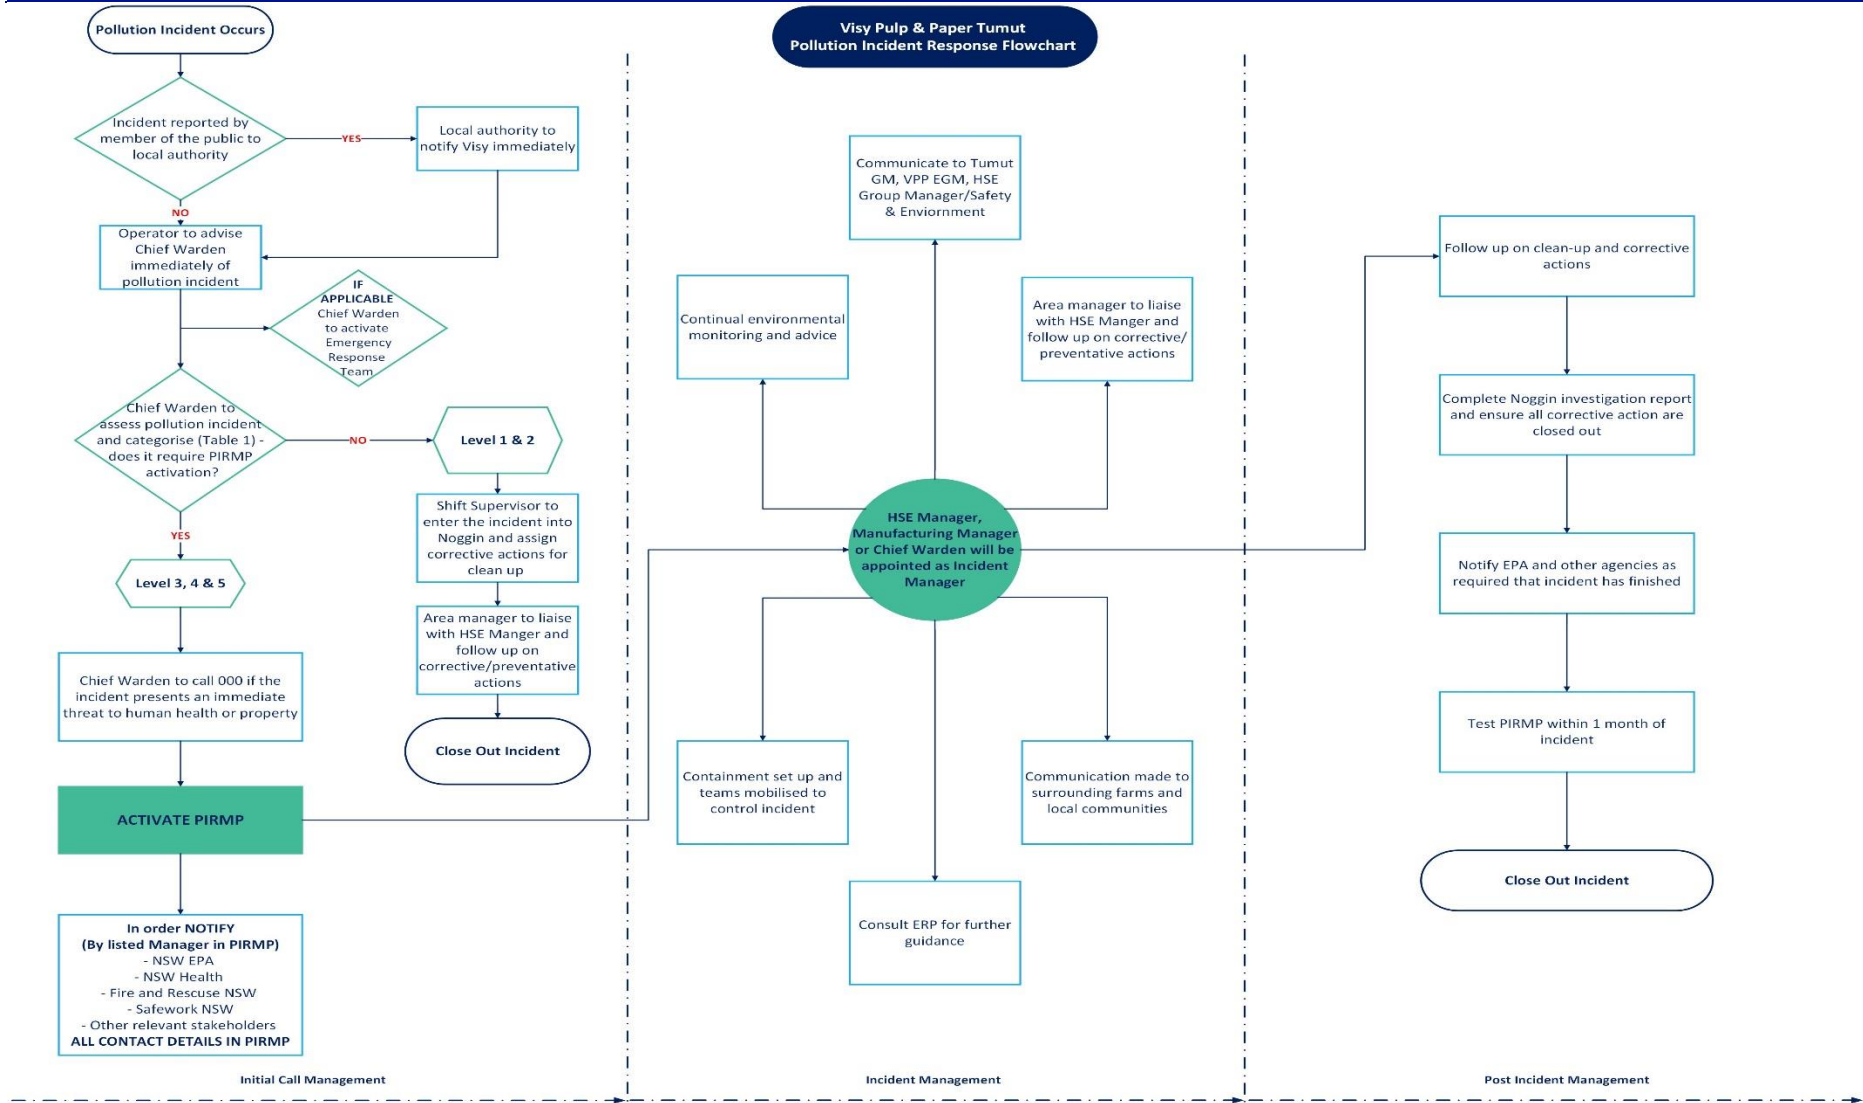 Pollution Incident Occurs
Visy Pulp & Paper Tumut
Pollution Incident Response Flowchart
Incident reported by
member of the public to
local authority
YES
Local authority to
notify Visy immediately
NO
Operator to advise
Chief Warden
immediately of
pollution incident
IF
APPLICABLE
Chief Warden
to activate
Emergency
Response
Team
Chief Warden to
assess pollution incident
and categorise (Table 1) -
does it require PIRMP
activation?
NO
Level 1 & 2
Shift Supervisor to
enter the incident into
Noggin and assign
corrective actions for
clean up
Area manager to liaise
with HSE Manger and
follow up on
corrective/preventative
actions
Close Out Incident
YES
Level 3, 4 & 5
Chief Warden to call 000 if the
incident presents an immediate
threat to human health or property
ACTIVATE PIRMP
In order NOTIFY
(By listed Manager in PIRMP)
- NSW EPA
- NSW Health
- Fire and Rescuse NSW
- Safework NSW
- Other relevant stakeholders
ALL CONTACT DETAILS IN PIRMP
Initial Call Management
Communicate to Tumut
GM, VPP EGM, HSE
Group Manager/Safety
& Enviornment
Continual environmental
monitoring and advice
Area manager to liaise
with HSE Manger and
follow up on corrective/
preventative actions
HSE Manager,
Manufacturing Manager
or Chief Warden will be
appointed as Incident
Manager
Containment set up and
teams mobilised to
control incident
Communication made to
surrounding farms and
local communities
Consult ERP for further
guidance
Incident Management
Follow up on clean-up and corrective
actions
Complete Noggin investigation report
and ensure all corrective action are
closed out
Notify EPA and other agencies as
required that incident has finished
Test PIRMP within 1 month of
incident
Close Out Incident
Post Incident Management